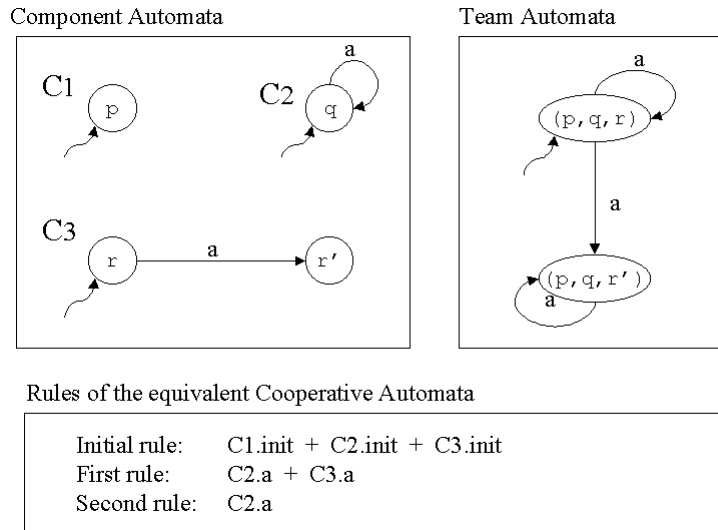 Component Automata
Team Automata
C1
p
C2
a
q
C3
r
a
r'
a
(p,q,r)
a
(p,q,r')
a
Rules of the equivalent Cooperative Automata
Initial rule: C1.init + C2.init + C3.init
First rule: C2.a + C3.a
Second rule: C2.a